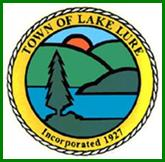 TOWN OF LAKE LURE
Incorporated 1927